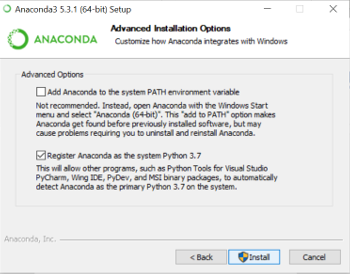 Anaconda3 5.3.1 (64-bit) Setup
ANACONDA
Advanced Installation Options
Customize how Anaconda integrates with Windows
Advanced Options
Add Anaconda to the system PATH environment variable
Not recommended. Instead, open Anaconda with the Windows Start
menu and select "Anaconda (64-bit)". This "add to PATH" option makes
Anaconda get found before previously installed software, but may
cause problems requiring you to uninstall and reinstall Anaconda.
Register Anaconda as the system Python 3.7
This will allow other programs, such as Python Tools for Visual Studio
PyCharm, Wing IDE, PyDev, and MSI binary packages, to automatically
detect Anaconda as the primary Python 3.7 on the system.
Anaconda, Inc.
< Back
Install
Cancel